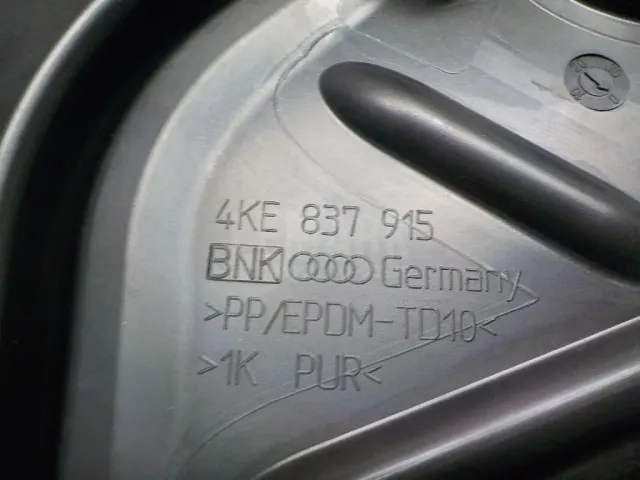 4KE 837 915
BNK Germany
>PP/EPDM-TD10<
>1K PUR<